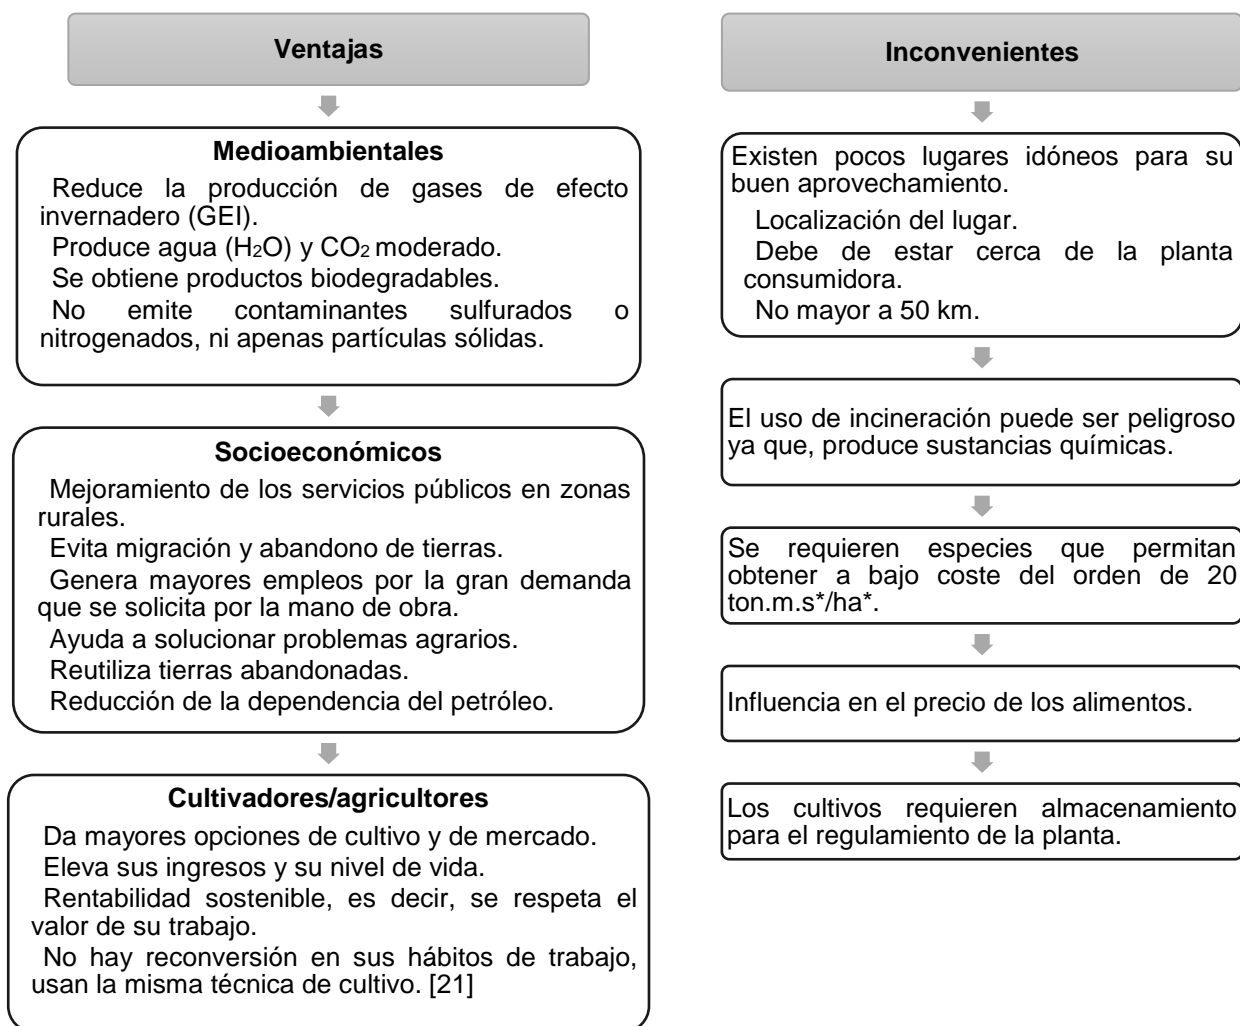 Ventajas
Medioambientales
Reduce la producción de gases de efecto
invernadero (GEI).
Produce agua (H₂O) y CO₂ moderado.
Se obtiene productos biodegradables.
No emite contaminantes sulfurados o
nitrogenados, ni apenas partículas sólidas.
Socioeconómicos
Mejoramiento de los servicios públicos en zonas
rurales.
Evita migración y abandono de tierras.
Genera mayores empleos por la gran demanda
que se solicita por la mano de obra.
Ayuda a solucionar problemas agrarios.
Reutiliza tierras abandonadas.
Reducción de la dependencia del petróleo.
Cultivadores/agricultores
Da mayores opciones de cultivo y de mercado.
Eleva sus ingresos y su nivel de vida.
Rentabilidad sostenible, es decir, se respeta el
valor de su trabajo.
No hay reconversión en sus hábitos de trabajo,
usan la misma técnica de cultivo. [21]
Inconvenientes
Existen pocos lugares idóneos para su
buen aprovechamiento.
Localización del lugar.
Debe de estar cerca de la planta
consumidora.
No mayor a 50 km.
El uso de incineración puede ser peligroso
ya que, produce sustancias químicas.
Se requieren especies que permitan
obtener a bajo coste del orden de 20
ton.m.s*/ha*.
Influencia en el precio de los alimentos.
Los cultivos requieren almacenamiento
para el regulamiento de la planta.